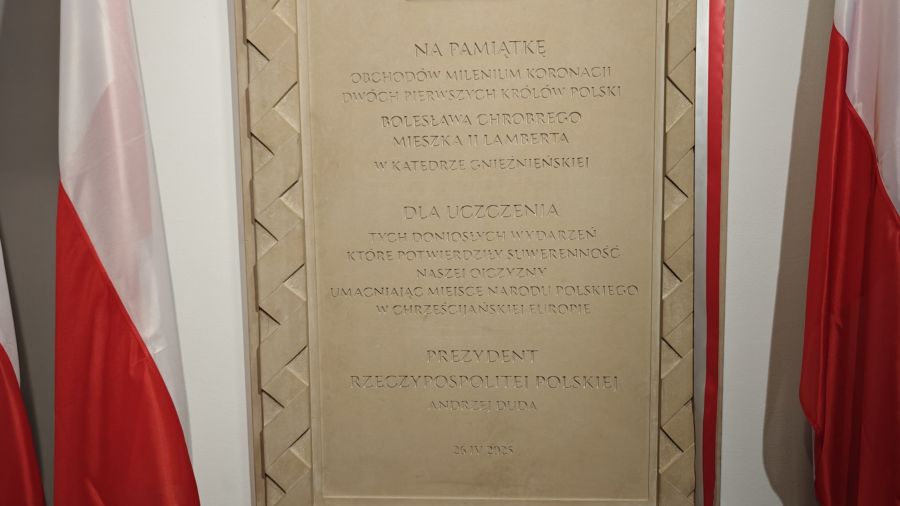 NA PAMIĄTKĘ
OBCHODÓW MILENIUM KORONACJI
DWÓCH PIERWSZYCH KRÓLÓW POLSKI
BOLESŁAWA CHROBREGO
MIESZKA II LAMBERTA
W KATEDRZE GNIEŹNIEŃSKIEJ
DLA UCZCZENIA
TYCH DONIOSŁYCH WYDARZEŃ
KTÓRE POTWIERDZIŁY SUWERENNOŚĆ
NASZEJ OJCZYZNY
UMACNIAJĄC MIEJSCE NARODU POLSKIEGO
W CHRZEŚCIJAŃSKIEJ EUROPIE
PREZYDENT
RZECZYPOSPOLITEJ POLSKIEJ
ANDRZEJ DUDA
26 IV 2025